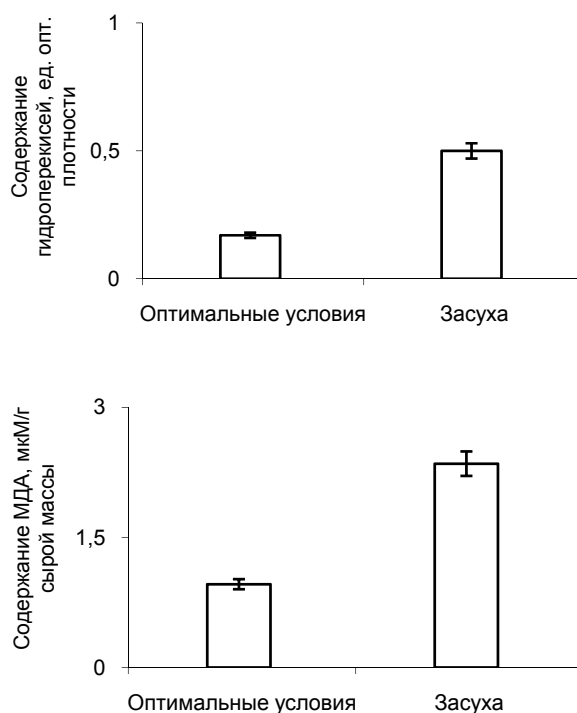 Содержание
гидроперекисей, ед. опт.
плотности
1
0,5
0
Оптимальные условия
Засуха
Содержание МДА, мкМ/г
сырой массы
3
1,5
0
Оптимальные условия
Засуха